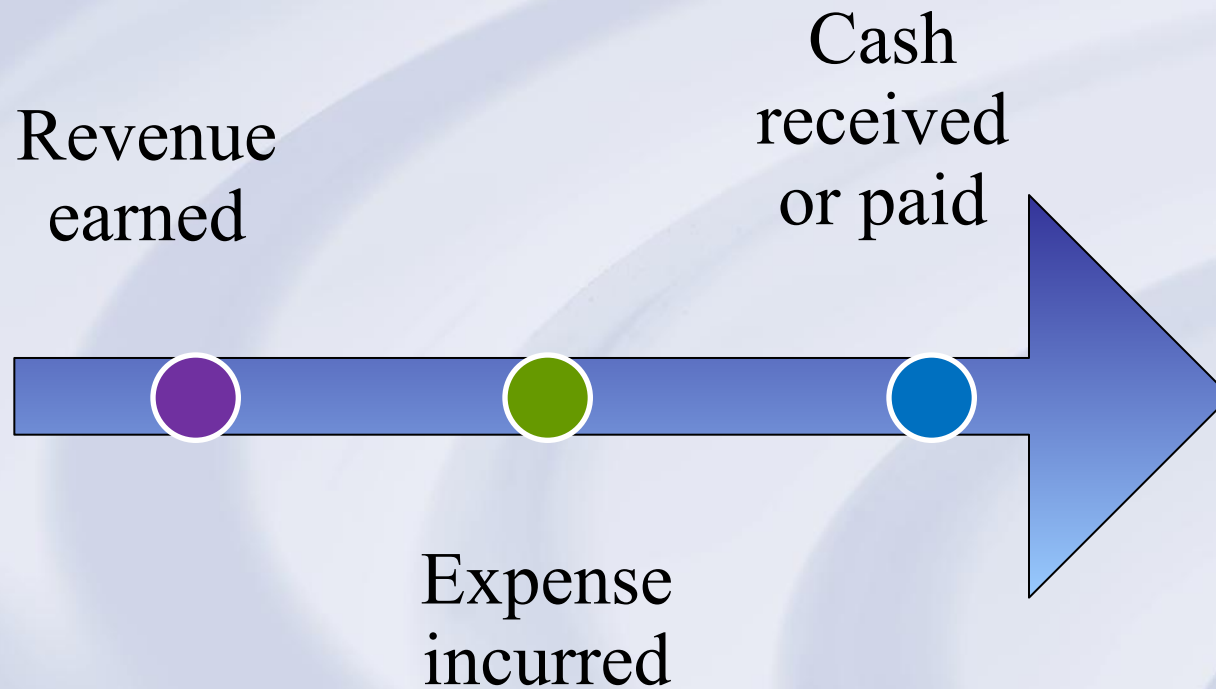 Revenue
earned
Expense
incurred
Cash
received
or paid